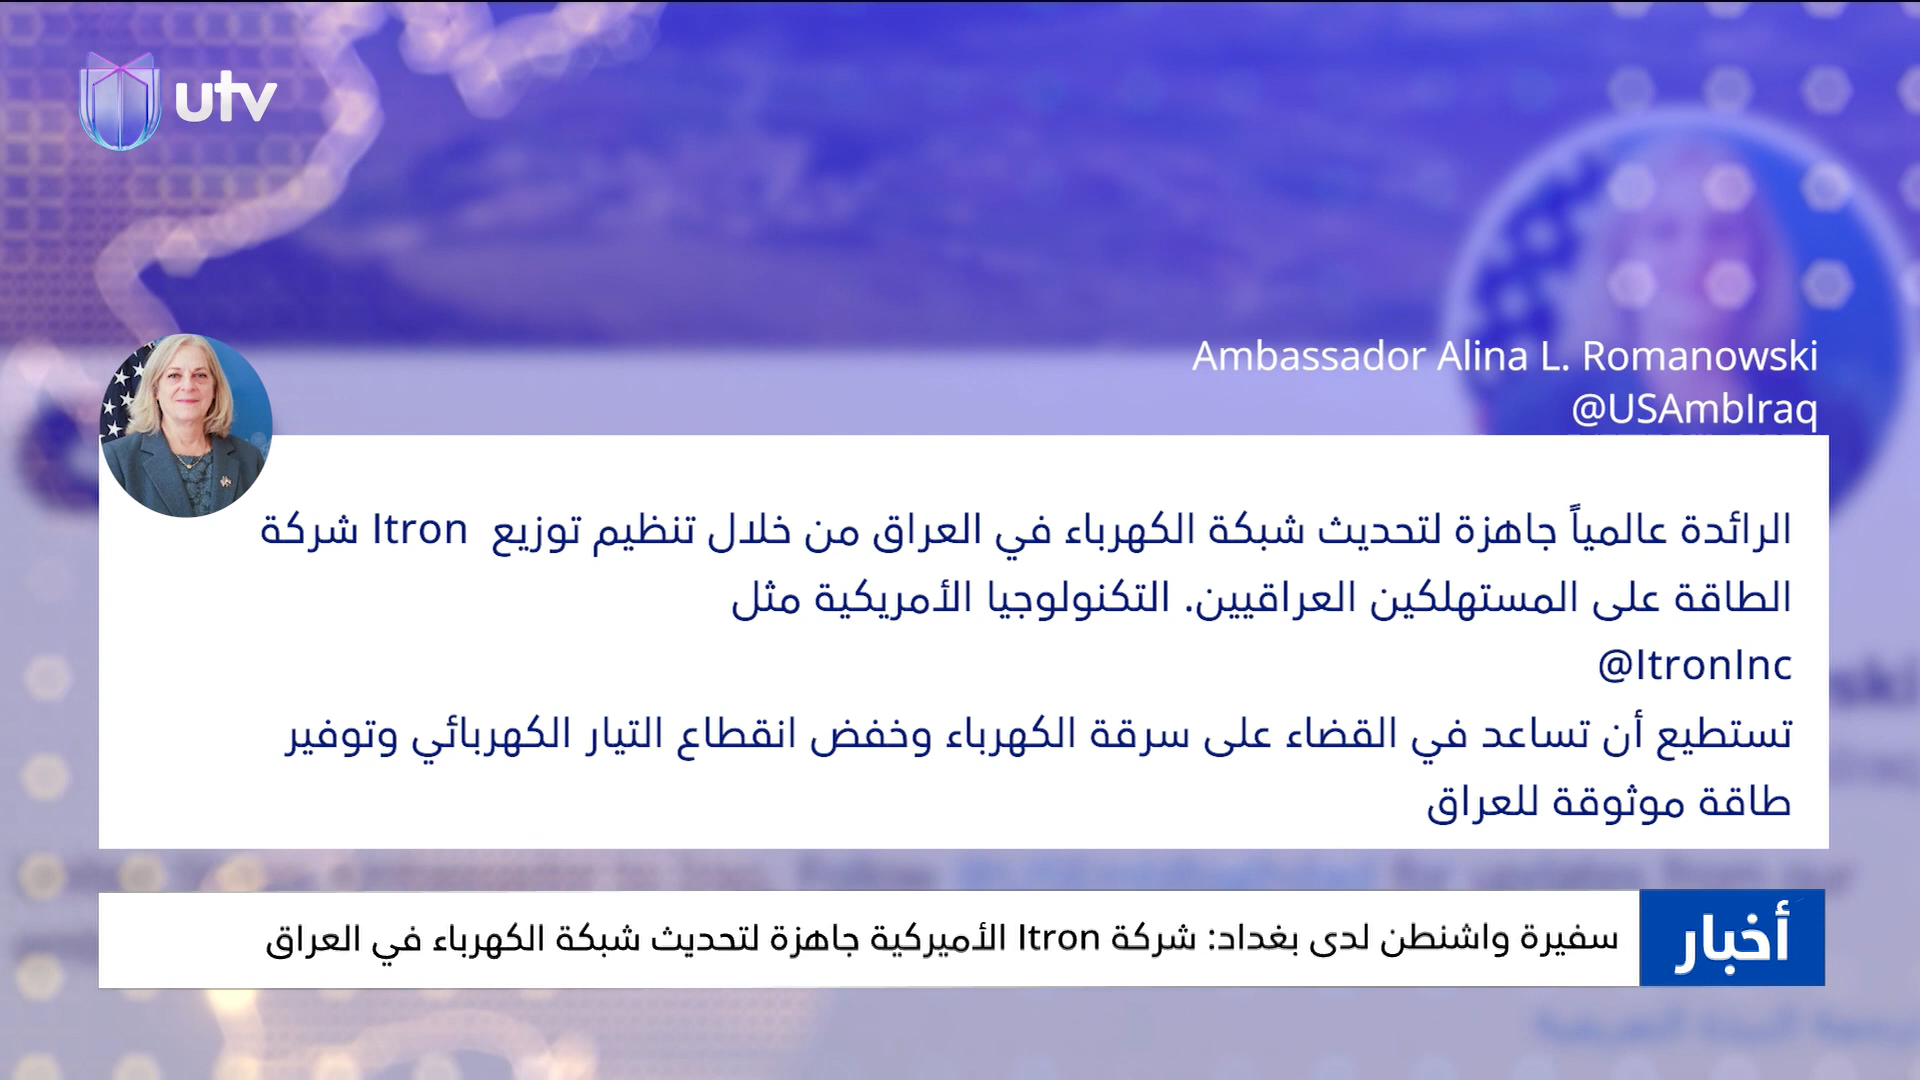 utv
Ambassador Alina L. Romanowski
@USAmbIraq
الرائدة عالمياً جاهزة لتحديث شبكة الكهرباء في العراق من خلال تنظيم توزيع Itron شركة
الطاقة على المستهلكين العراقيين. التكنولوجيا الأمريكية مثل
@ItronInc
تستطيع أن تساعد في القضاء على سرقة الكهرباء وخفض انقطاع التيار الكهربائي وتوفير
طاقة موثوقة للعراق
أخبار
سفيرة واشنطن لدى بغداد: شركة Itron الأميركية جاهزة لتحديث شبكة الكهرباء في العراق